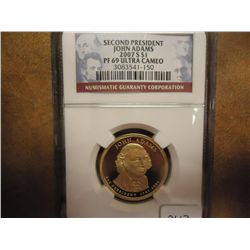 SECOND PRESIDENT
JOHN ADAMS
2007 S $1
PF 69 ULTRA CAMEO
3083541-150
NUMISMATIC GUARANTY CORPORATION
JOHN ADAMS